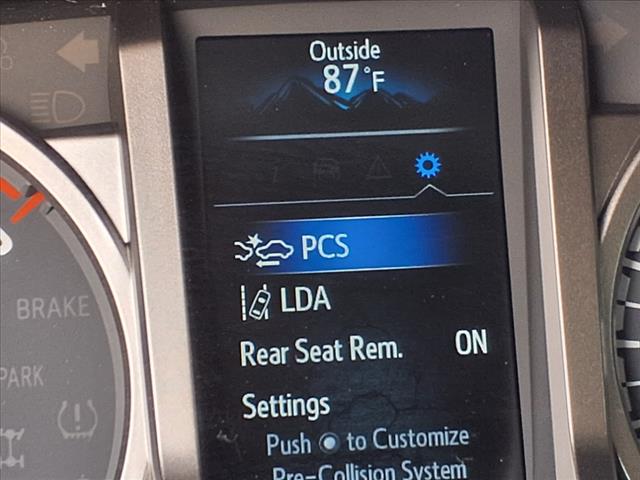 Outside
87°F
PCS
LDA
Rear Seat Rem. ON
Settings
Push to Customize
Pre-Collision System
BRAKE
PARK